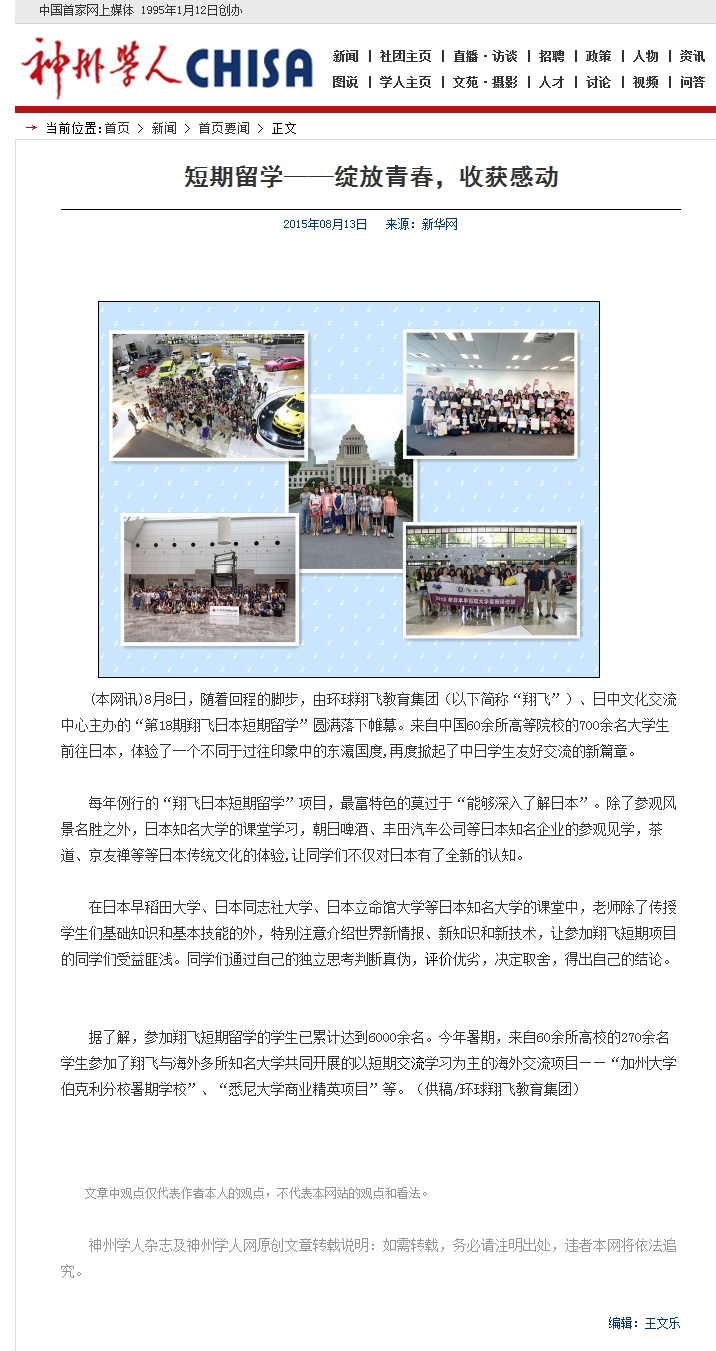 中国首家网上媒体 1995年1月12日创办
神州学人 CHISA
新闻 | 社团主页 | 直播·访谈 | 招聘 | 政策 | 人物 | 资讯
图说 | 学人主页 | 文苑·摄影 | 人才 | 讨论 | 视频 | 问答
→ 当前位置:首页 > 新闻 > 首页要闻 > 正文
短期留学——绽放青春，收获感动
2015年08月13日 来源：新华网
(本网讯)8月8日，随着回程的脚步，由环球翔飞教育集团（以下简称“翔飞”）、日中文化交流
中心主办的“第18期翔飞日本短期留学”圆满落下帷幕。来自中国60余所高等院校的700余名大学生
前往日本，体验了一个不同于过往印象中的东瀛国度,再度掀起了中日学生友好交流的新篇章。
每年例行的“翔飞日本短期留学”项目，最富特色的莫过于“能够深入了解日本”。除了参观风
景名胜之外，日本知名大学的课堂学习，朝日啤酒、丰田汽车公司等日本知名企业的参观见学，茶
道、京友禅等等日本传统文化的体验,让同学们不仅对日本有了全新的认知。
在日本早稻田大学、日本同志社大学、日本立命馆大学等日本知名大学的课堂中，老师除了传授
学生们基础知识和基本技能的外，特别注意介绍世界新情报、新知识和新技术，让参加翔飞短期项目
的同学们受益匪浅。同学们通过自己的独立思考判断真伪，评价优劣，决定取舍，得出自己的结论。
据了解，参加翔飞短期留学的学生已累计达到6000余名。今年暑期，来自60余所高校的270余名
学生参加了翔飞与海外多所知名大学共同开展的以短期交流学习为主的海外交流项目——“加州大学
伯克利分校暑期学校”、“悉尼大学商业精英项目”等。（供稿/环球翔飞教育集团）
文章中观点仅代表作者本人的观点，不代表本网站的观点和看法。
神州学人杂志及神州学人网原创文章转载说明：如需转载，务必请注明出处，违者本网将依法追
究。
编辑：王文乐